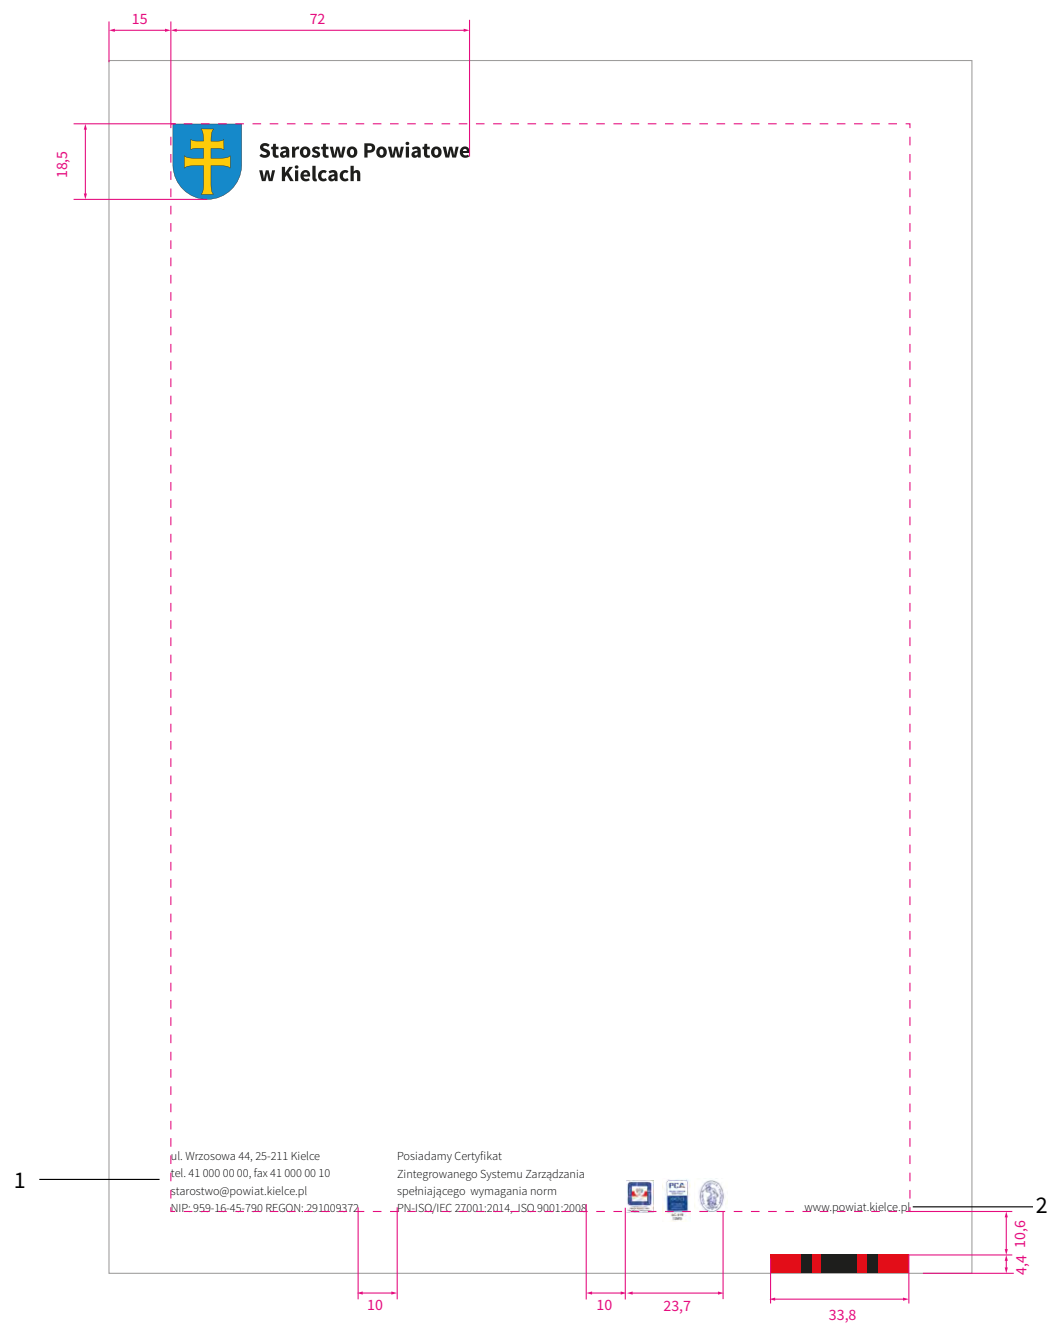 15
72
18,5
Starostwo Powiatowe
w Kielcach
ul. Wrzosowa 44, 25-211 Kielce
tel. 41 000 00 00, fax 41 000 00 10
starostwo@powiat.kielce.pl
NIP: 959-16-45-790 REGON: 291009372
Posiadamy Certyfikat
Zintegrowanego Systemu Zarządzania
spełniającego wymagania norm
PN-ISO/IEC 27001:2014, ISO 9001:2008
PCA
www.powiat.kielce.pl
1
2
10,6
4,4
10
10
23,7
33,8